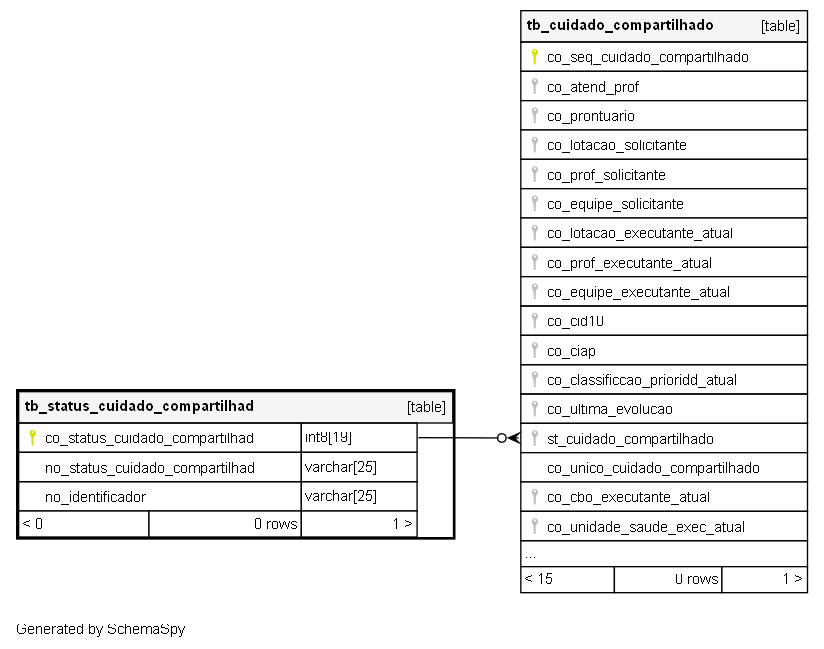 tb_cuidado_compartilhado [table]
co_seq_cuidado_compartilhado
co_atend_prof
co_prontuario
co_lotacao_solicitante
co_prof_solicitante
co_equipe_solicitante
co_lotacao_executante_atual
co_prof_executante_atual
co_equipe_executante_atual
co_cid10
co_ciap
co_classificcao_prioridd_atual
co_ultima_evolucao
st_cuidado_compartilhado
co_unico_cuidado_compartilhado
co_cbo_executante_atual
co_unidade_saude_exec_atual
...
< 15 0 rows 1 >
tb_status_cuidado_compartilhad [table]
co_status_cuidado_compartilhad int8[19]
no_status_cuidado_compartilhad varchar[25]
no_identificador varchar[25]
< 0 0 rows 1 >
Generated by SchemaSpy